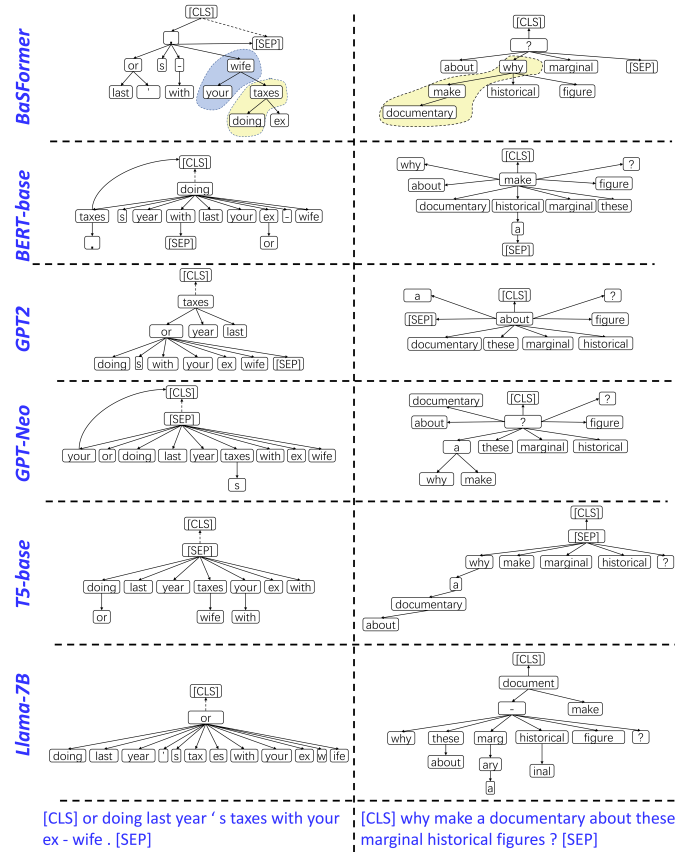 BaSFormer
[CLS]
.
[SEP]
or s - wife
last ' with your taxes
doing ex
[CLS]
?
about why marginal [SEP]
make historical figure
documentary
BERT-base
[CLS]
doing
taxes s year with last your ex - wife
, [SEP] or
[CLS]
why ?
make
about figure
documentary historical marginal these
a
[SEP]
GPT2
[CLS]
taxes
or year last
doing s with your ex wife [SEP]
a [CLS] ?
[SEP] about figure
documentary these marginal historical
GPT-Neo
[CLS]
[SEP]
your or doing last year taxes with ex wife
s
documentary [CLS] ?
about ? figure
a these marginal historical
why make
T5-base
[CLS]
[SEP]
doing last year taxes your ex with
or wife with
[CLS]
[SEP]
why make marginal historical ?
a
documentary
about
Llama-7B
[CLS]
or
doing last year ' s tax es with your ex w ife
[CLS]
document
- make
why these marg historical figure ?
about ary inal
a
[CLS] or doing last year ‘ s taxes with your
ex - wife . [SEP]
[CLS] why make a documentary about these
marginal historical figures ? [SEP]